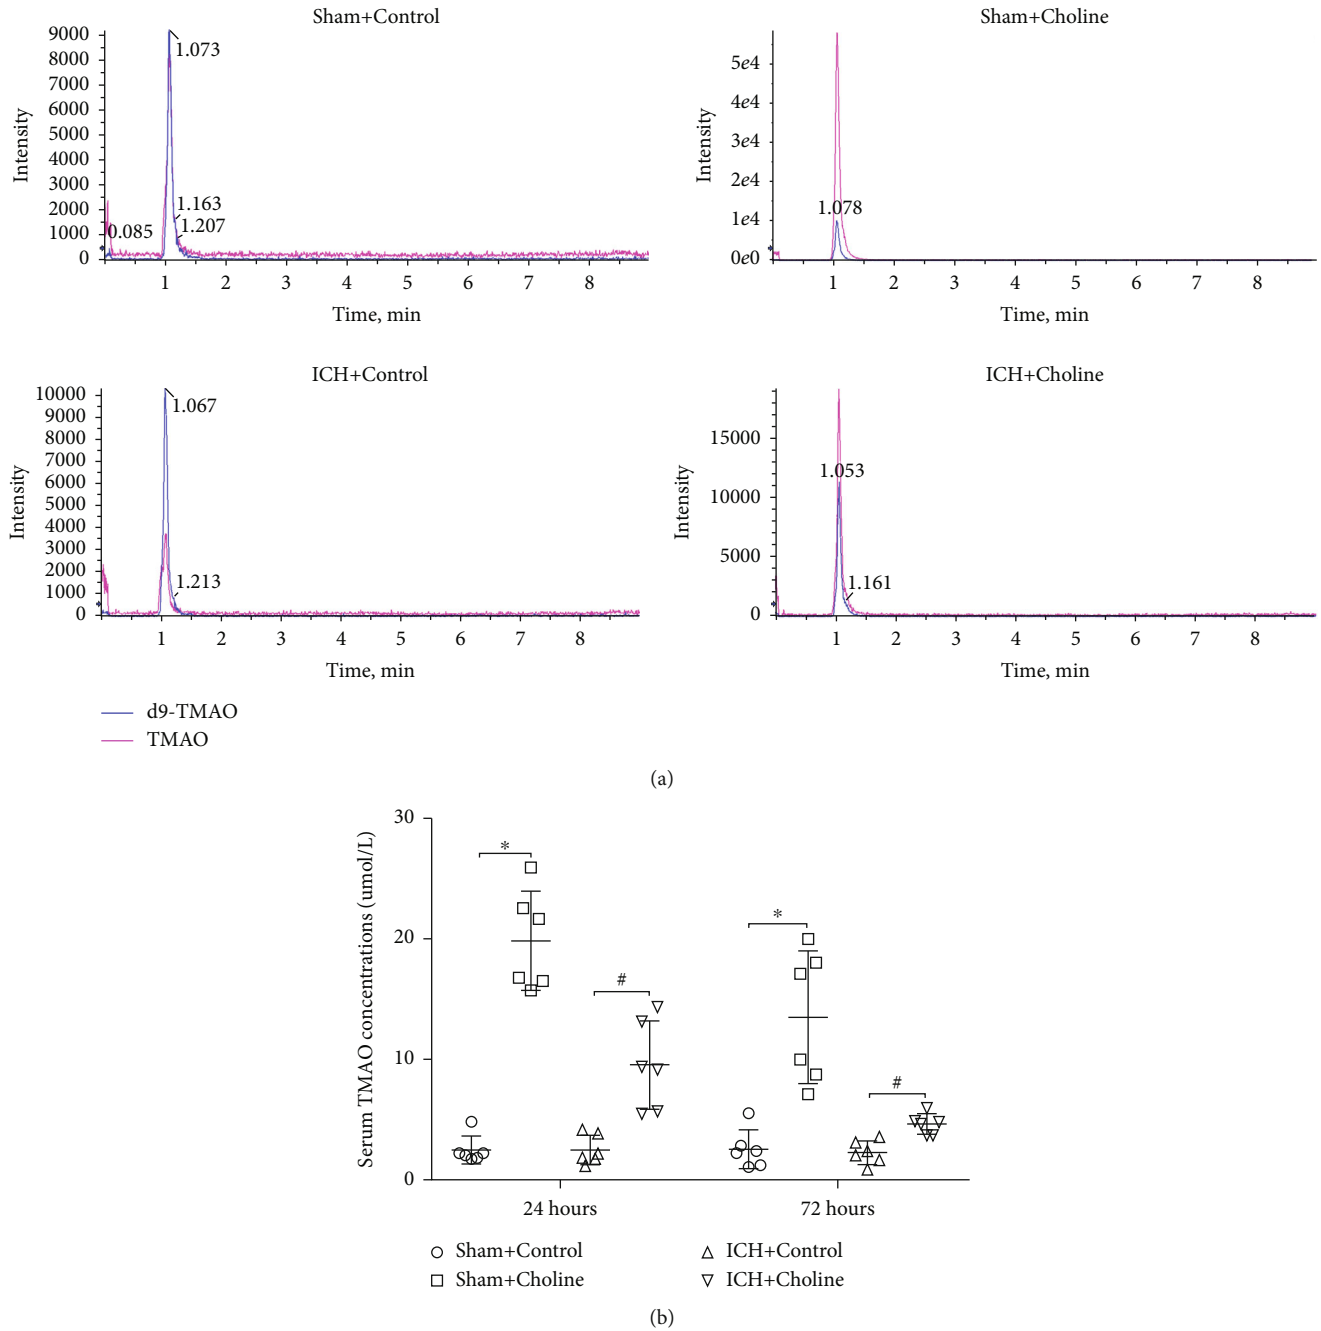 Sham+Control
Intensity
9000
8000
7000
6000
5000
4000
3000
2000
1000
0
1.073
1.163
1.207
0.085
1 2 3 4 5 6 7 8
Time, min
Sham+Choline
Intensity
5e4
4e4
3e4
2e4
1e4
0e0
1.078
1 2 3 4 5 6 7 8
Time, min
ICH+Control
Intensity
10000
9000
8000
7000
6000
5000
4000
3000
2000
1000
0
1.067
1.213
1 2 3 4 5 6 7 8
Time, min
ICH+Choline
Intensity
15000
10000
5000
0
1.053
1.161
1 2 3 4 5 6 7 8
Time, min
d9-TMAO
TMAO
(a)
Serum TMAO concentrations (umol/L)
30
20
10
0
*
#
*
#
24 hours 72 hours
Sham+Control ICH+Control
Sham+Choline ICH+Choline
(b)